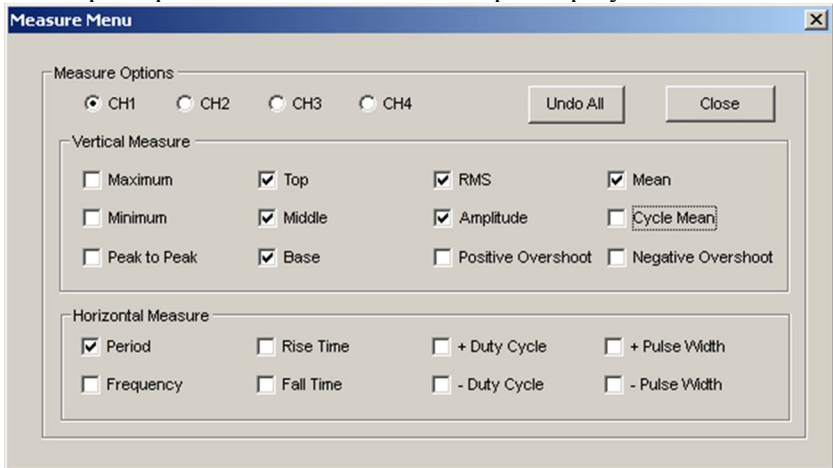 Measure Menu
Measure Options
CH1 CH2 CH3 CH4 Undo All Close
Vertical Measure
Maximum Top RMS Mean
Minimum Middle Amplitude Cycle Mean
Peak to Peak Base Positive Overshoot Negative Overshoot
Horizontal Measure
Period Rise Time + Duty Cycle + Pulse Width
Frequency Fall Time - Duty Cycle - Pulse Width